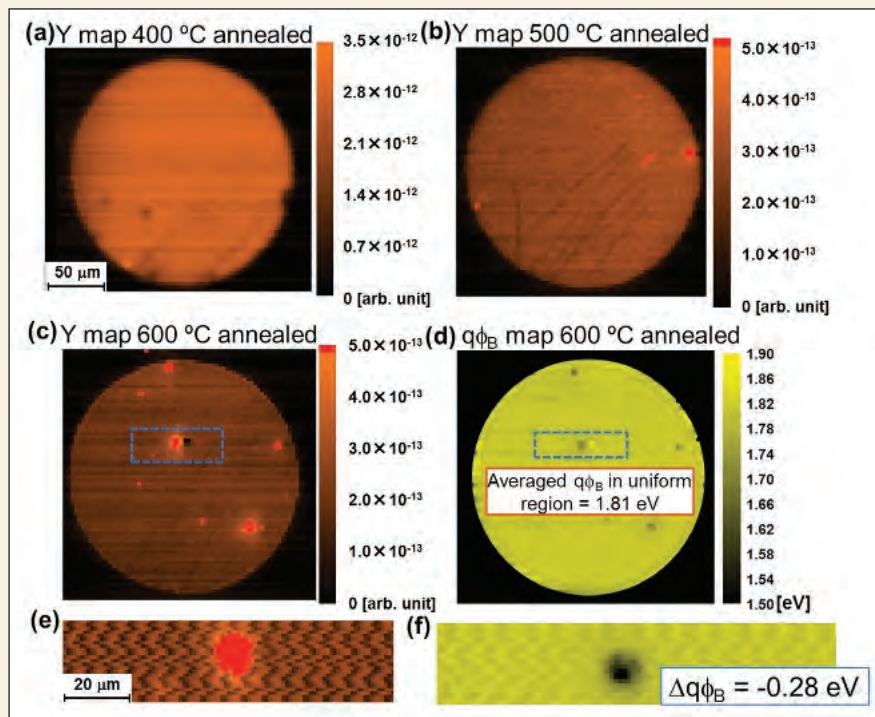 (a) Y map 400 ºC annealed
3.5×10⁻¹²
2.8×10⁻¹²
2.1×10⁻¹²
1.4×10⁻¹²
0.7×10⁻¹²
0 [arb. unit]
50 μm
(b) Y map 500 ºC annealed
5.0×10⁻¹³
4.0×10⁻¹³
3.0×10⁻¹³
2.0×10⁻¹³
1.0×10⁻¹³
0 [arb. unit]
(c) Y map 600 ºC annealed
5.0×10⁻¹³
4.0×10⁻¹³
3.0×10⁻¹³
2.0×10⁻¹³
1.0×10⁻¹³
0 [arb. unit]
(d) qϕB map 600 ºC annealed
1.90
1.86
1.82
1.78
1.74
1.70
1.66
1.62
1.58
1.54
1.50 [eV]
Averaged qϕB in uniform
region = 1.81 eV
(e)
20 μm
(f)
ΔqϕB = -0.28 eV